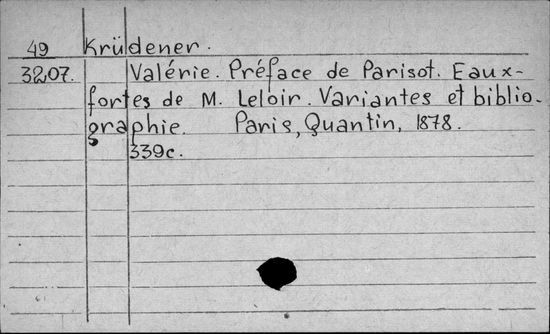 49 Krüdener.
3207. Valérie. Préface de Parisot. Eaux-
fortes de M. Leloir. Variantes et biblio-
graphie. Paris, Quantin, 1878.
339c.